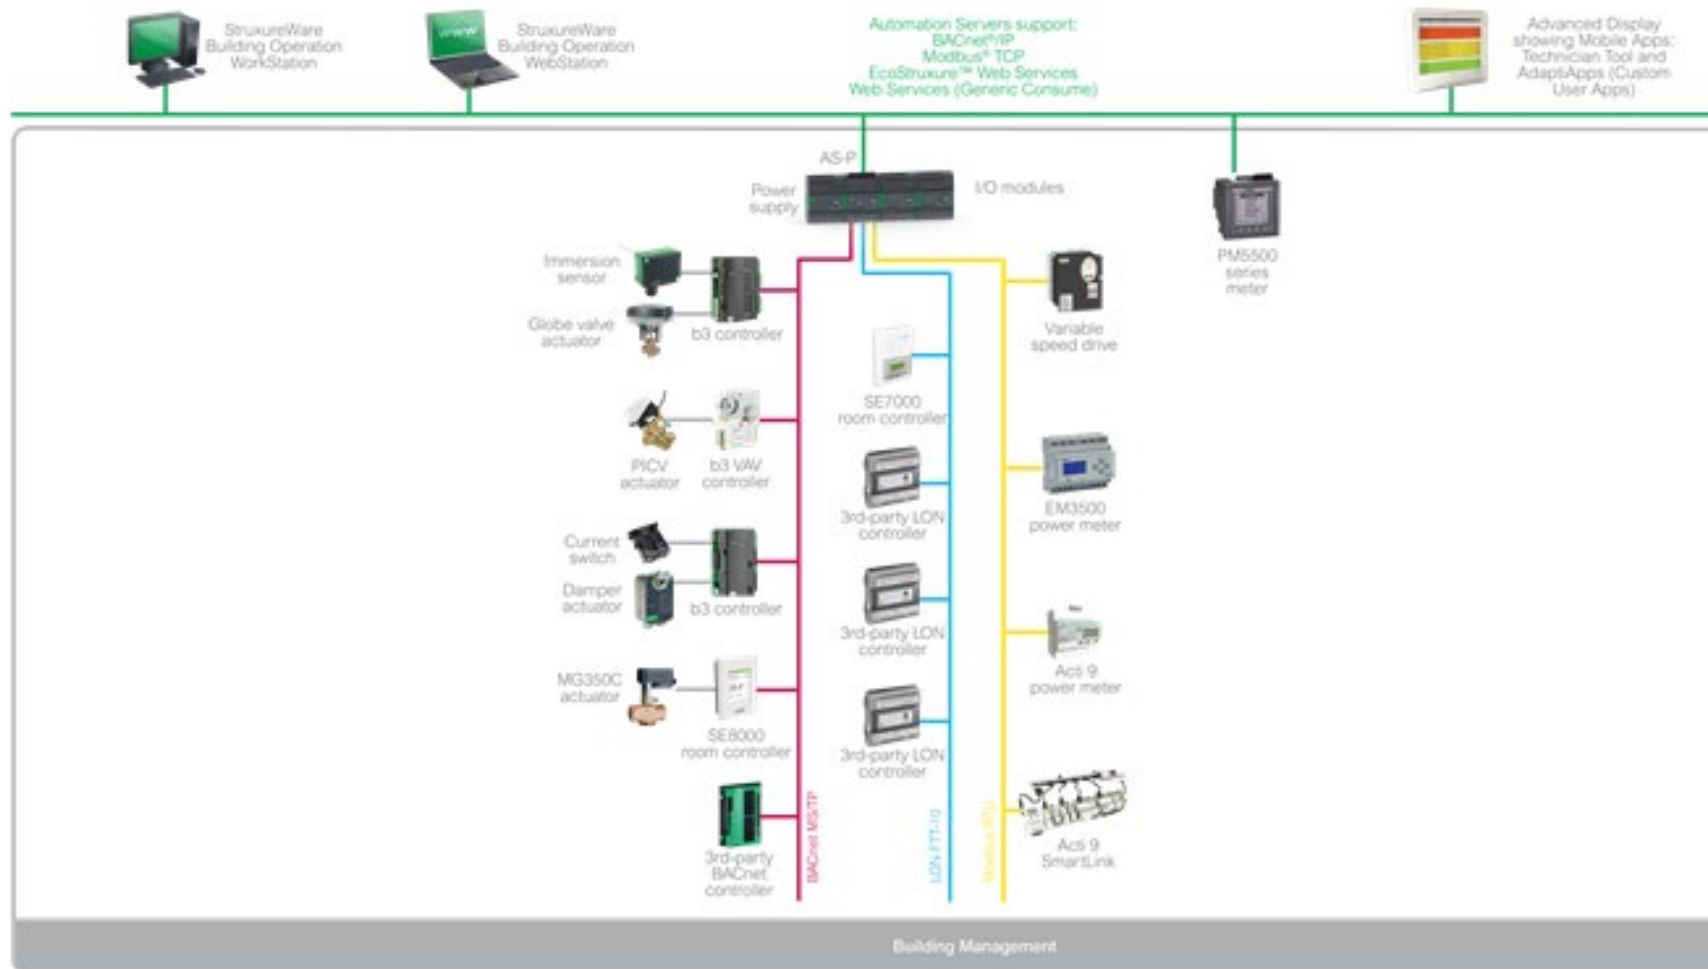 StruxureWare
Building Operation
WorkStation
www
StruxureWare
Building Operation
WebStation
Automation Servers support:
BACnet®/IP
Modbus® TCP
EcoStruxure™ Web Services
Web Services (Generic Consume)
Advanced Display
showing Mobile Apps:
Technician Tool and
AdaptiApps (Custom
User Apps)
AS-P
Power
supply
I/O modules
PM5500
series
meter
Immersion
sensor
Globe valve
actuator
b3 controller
Variable
speed drive
SE7000
room controller
PICV
actuator
b3 VAV
controller
EM3500
power meter
3rd-party LON
controller
Current
switch
Damper
actuator
b3 controller
3rd-party LON
controller
MG350C
actuator
SE8000
room controller
Acti 9
power meter
3rd-party LON
controller
3rd-party
BACnet
controller
BACnet MS/TP
LON FTT-10
Modbus RTU
Acti 9
SmartLink
Building Management